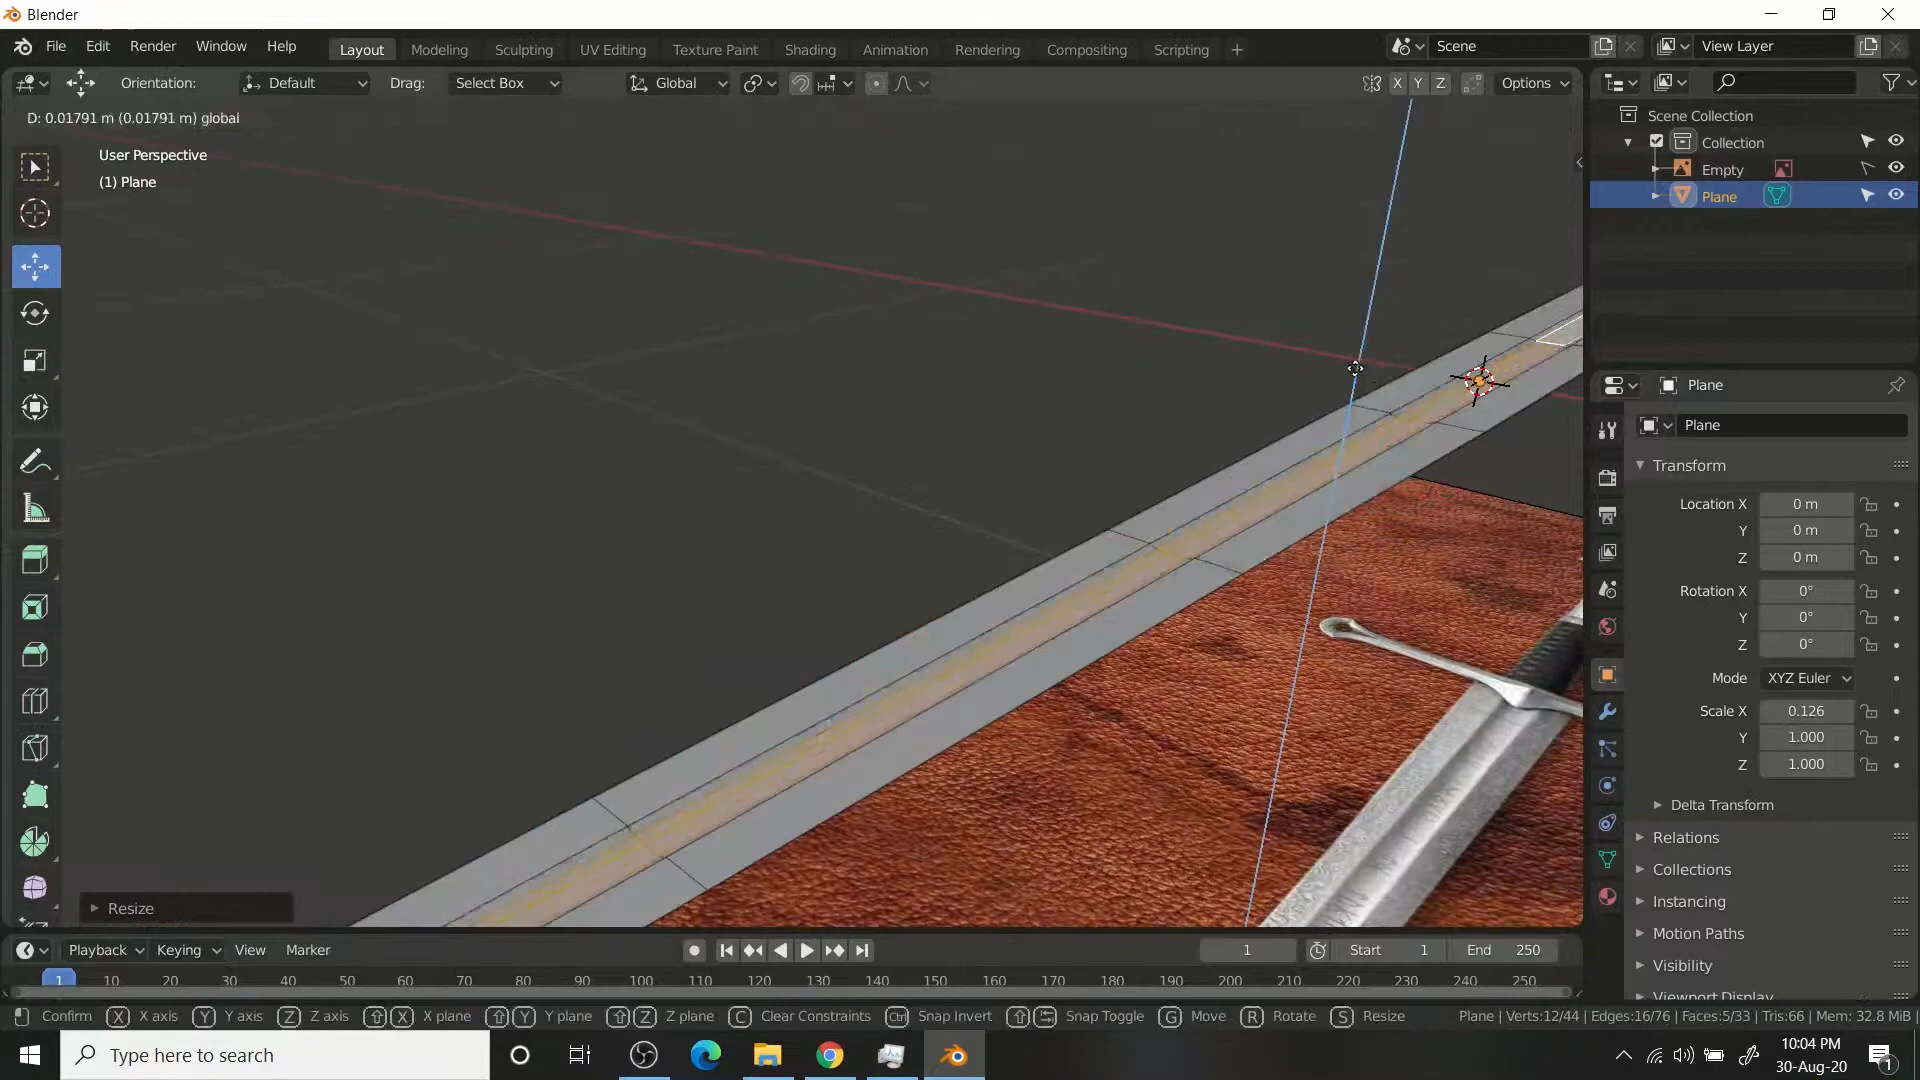 Blender
File Edit Render Window Help
Layout Modeling Sculpting UV Editing Texture Paint Shading Animation Rendering Compositing Scripting +
Scene
View Layer
Orientation: Default Drag: Select Box Global X Y Z Options
D: 0.01791 m (0.01791 m) global
User Perspective
(1) Plane
Scene Collection
Collection
Empty
Plane
Plane
Plane
Transform
Location X 0 m
Y 0 m
Z 0 m
Rotation X 0°
Y 0°
Z 0°
Mode XYZ Euler
Scale X 0.126
Y 1.000
Z 1.000
Delta Transform
Relations
Collections
Instancing
Motion Paths
Visibility
Viewport Display
Resize
Playback Keying View Marker 1 Start 1 End 250
1 10 20 30 40 50 60 70 80 90 100 110 120 130 140 150 160 170 180 190 200 210 220 230 240 250
Confirm X X axis Y Y axis Z Z axis X X plane Y Y plane Z Z plane C Clear Constraints Ctrl Snap Invert Snap Toggle G Move R Rotate S Resize Plane | Verts:12/44 | Edges:16/76 | Faces:5/33 | Tris:66 | Mem: 32.8 MiB
Type here to search
10:04 PM
30-Aug-20
1